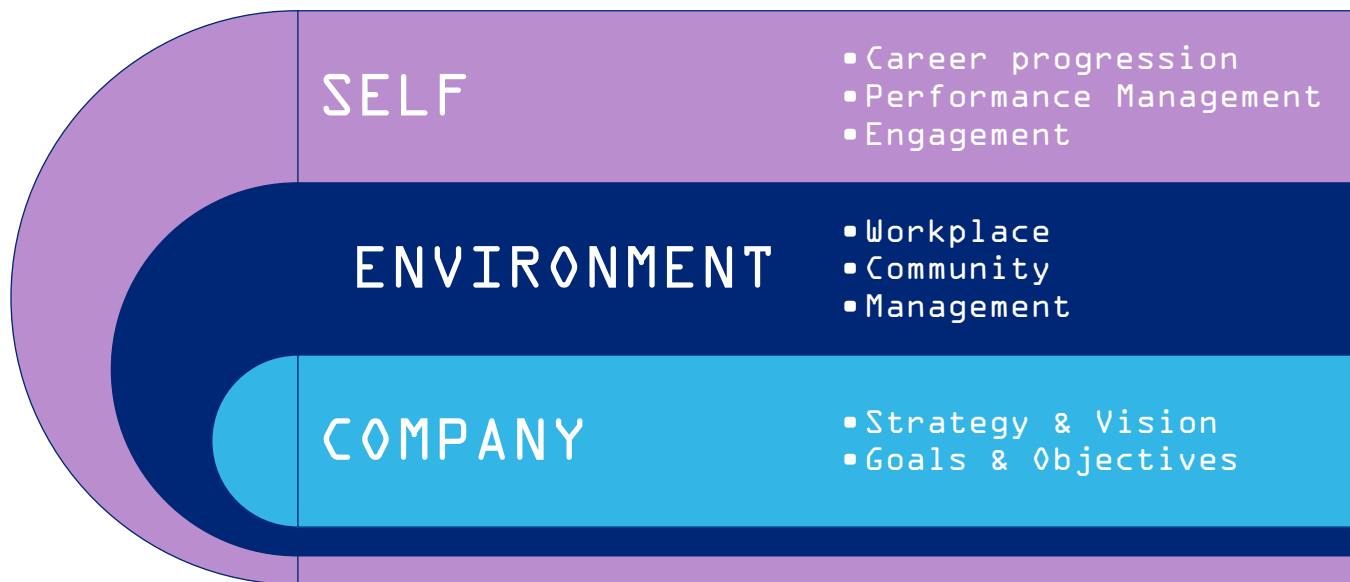 SELF
▪Career progression
▪Performance Management
▪Engagement
ENVIRONMENT
▪Workplace
▪Community
▪Management
COMPANY
▪Strategy & Vision
▪Goals & Objectives